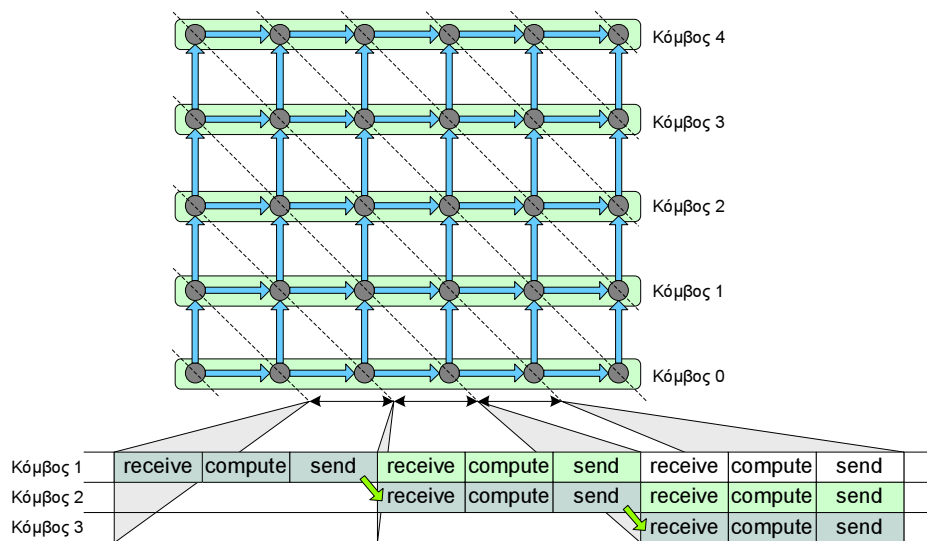 Κόμβος 4
Κόμβος 3
Κόμβος 2
Κόμβος 1
Κόμβος 0
Κόμβος 1 receive compute send receive compute send receive compute send
Κόμβος 2 receive compute send receive compute send
Κόμβος 3 receive compute send